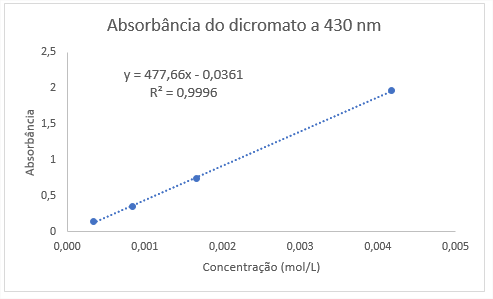 Absorbância do dicromato a 430 nm
y = 477,66x - 0,0361
R² = 0,9996
2,5
2
1,5
1
0,5
0
Absorbância
0,000 0,001 0,002 0,003 0,004 0,005
Concentração (mol/L)